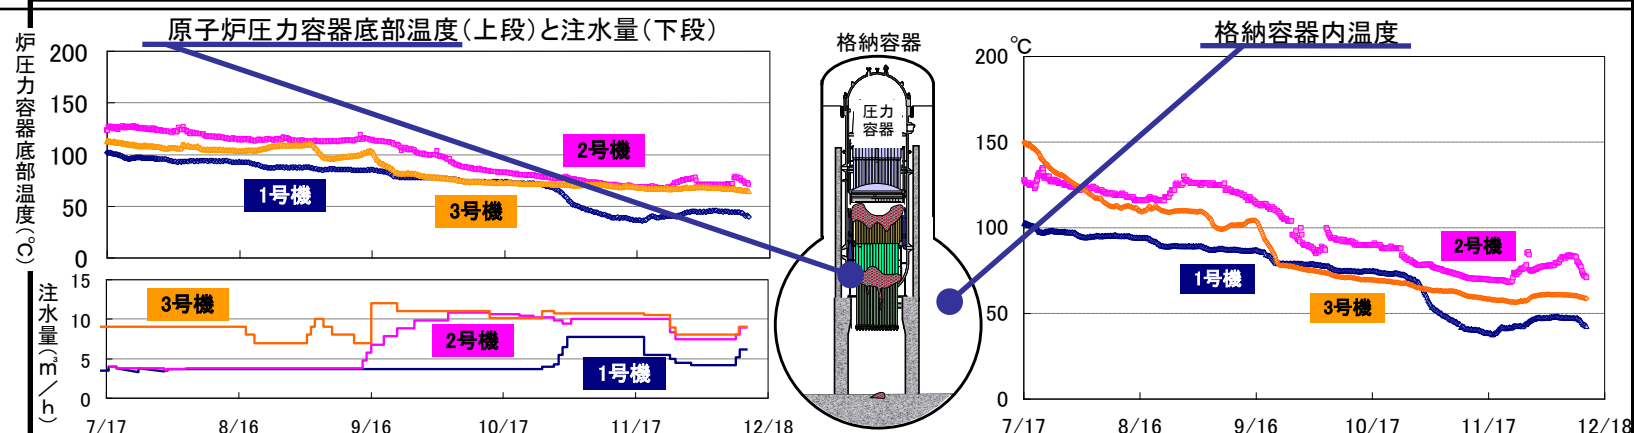 原子炉圧力容器底部温度(上段)と注水量(下段)
炉圧力容器底部温度(℃)
200
150
100
50
0
2号機
1号機
3号機
注水量(㎥/h)
15
10
5
0
3号機
2号機
1号機
7/17 8/16 9/16 10/17 11/17 12/18
格納容器
圧力
容器
格納容器内温度
℃
200
150
100
50
0
2号機
1号機
3号機
7/17 8/16 9/16 10/17 11/17 12/18